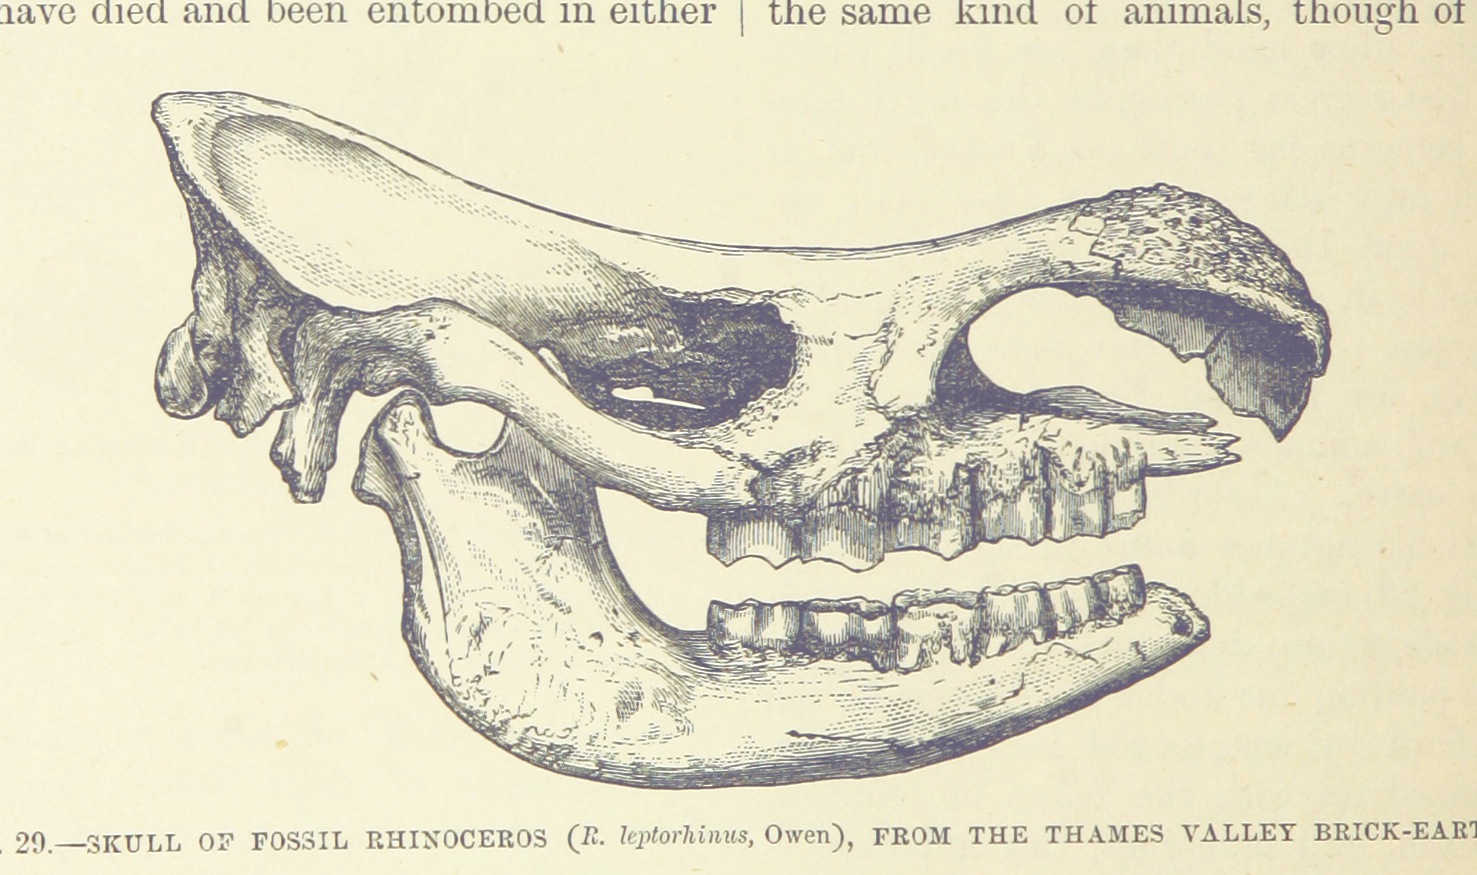 have died and been entombed in either | the same kind of animals, though of
. 29.—SKULL OF FOSSIL RHINOCEROS (R. leptorhinus, Owen), FROM THE THAMES VALLEY BRICK-EART